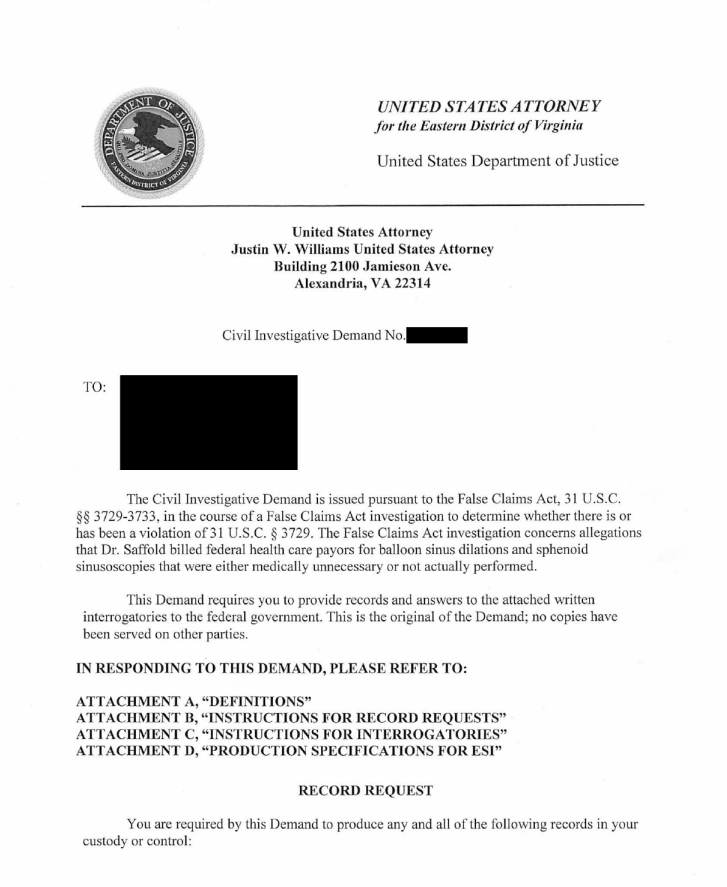 DEPARTMENT OF JUSTICE
EASTERN DISTRICT OF VIRGINIA
UNITED STATES ATTORNEY
for the Eastern District of Virginia
United States Department of Justice
United States Attorney
Justin W. Williams United States Attorney
Building 2100 Jamieson Ave.
Alexandria, VA 22314
Civil Investigative Demand No.
TO:
The Civil Investigative Demand is issued pursuant to the False Claims Act, 31 U.S.C.
§§ 3729-3733, in the course of a False Claims Act investigation to determine whether there is or
has been a violation of 31 U.S.C. § 3729. The False Claims Act investigation concerns allegations
that Dr. Saffold billed federal health care payors for balloon sinus dilations and sphenoid
sinusoscopies that were either medically unnecessary or not actually performed.
This Demand requires you to provide records and answers to the attached written
interrogatories to the federal government. This is the original of the Demand; no copies have
been served on other parties.
IN RESPONDING TO THIS DEMAND, PLEASE REFER TO:
ATTACHMENT A, “DEFINITIONS”
ATTACHMENT B, “INSTRUCTIONS FOR RECORD REQUESTS”
ATTACHMENT C, “INSTRUCTIONS FOR INTERROGATORIES”
ATTACHMENT D, “PRODUCTION SPECIFICATIONS FOR ESI”
RECORD REQUEST
You are required by this Demand to produce any and all of the following records in your
custody or control: